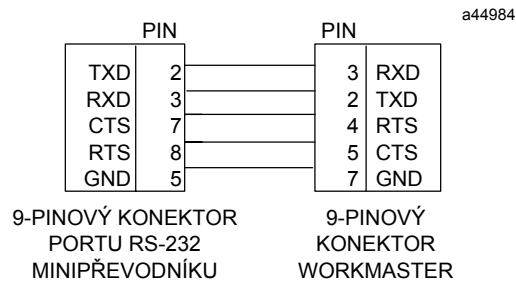 a44984
PIN PIN
TXD 2 3 RXD
RXD 3 2 TXD
CTS 7 4 RTS
RTS 8 5 CTS
GND 5 7 GND
9-PINOVÝ KONEKTOR
PORTU RS-232
MINIPŘEVODNÍKU
9-PINOVÝ
KONEKTOR
WORKMASTER